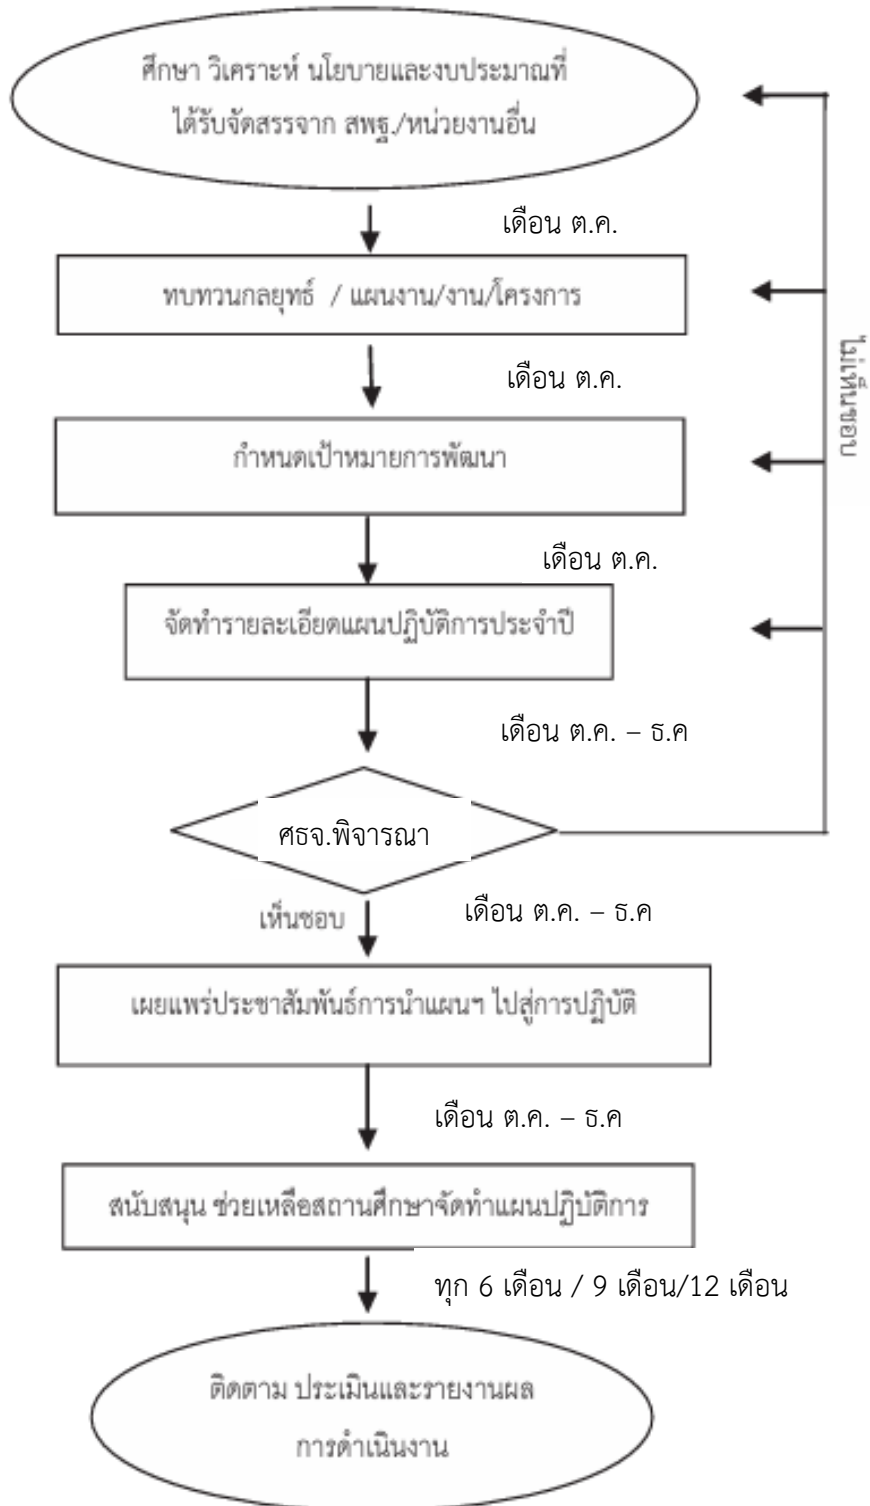 ศึกษา วิเคราะห์ นโยบายและงบประมาณที่
ได้รับจัดสรรจาก สพฐ./หน่วยงานอื่น
เดือน ต.ค.
ทบทวนกลยุทธ์ / แผนงาน/งาน/โครงการ
เดือน ต.ค.
ไม่เห็นชอบ
กำหนดเป้าหมายการพัฒนา
เดือน ต.ค.
จัดทำรายละเอียดแผนปฏิบัติการประจำปี
เดือน ต.ค. – ธ.ค
ศธจ.พิจารณา
เห็นชอบ
เดือน ต.ค. – ธ.ค
เผยแพร่ประชาสัมพันธ์การนำแผนฯ ไปสู่การปฏิบัติ
เดือน ต.ค. – ธ.ค
สนับสนุน ช่วยเหลือสถานศึกษาจัดทำแผนปฏิบัติการ
ทุก 6 เดือน / 9 เดือน/12 เดือน
ติดตาม ประเมินและรายงานผล
การดำเนินงาน